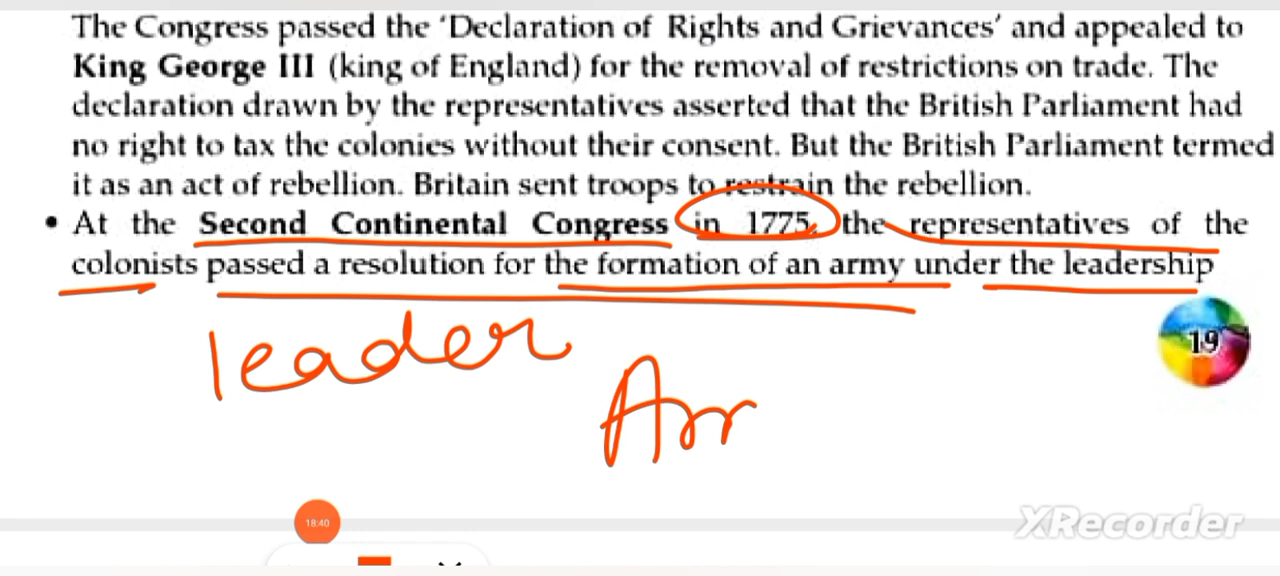 The Congress passed the ‘Declaration of Rights and Grievances’ and appealed to
King George III (king of England) for the removal of restrictions on trade. The
declaration drawn by the representatives asserted that the British Parliament had
no right to tax the colonies without their consent. But the British Parliament termed
it as an act of rebellion. Britain sent troops to restrain the rebellion.
• At the Second Continental Congress in 1775, the representatives of the
colonists passed a resolution for the formation of an army under the leadership
19
leader
Arr
18:40
XRecorder